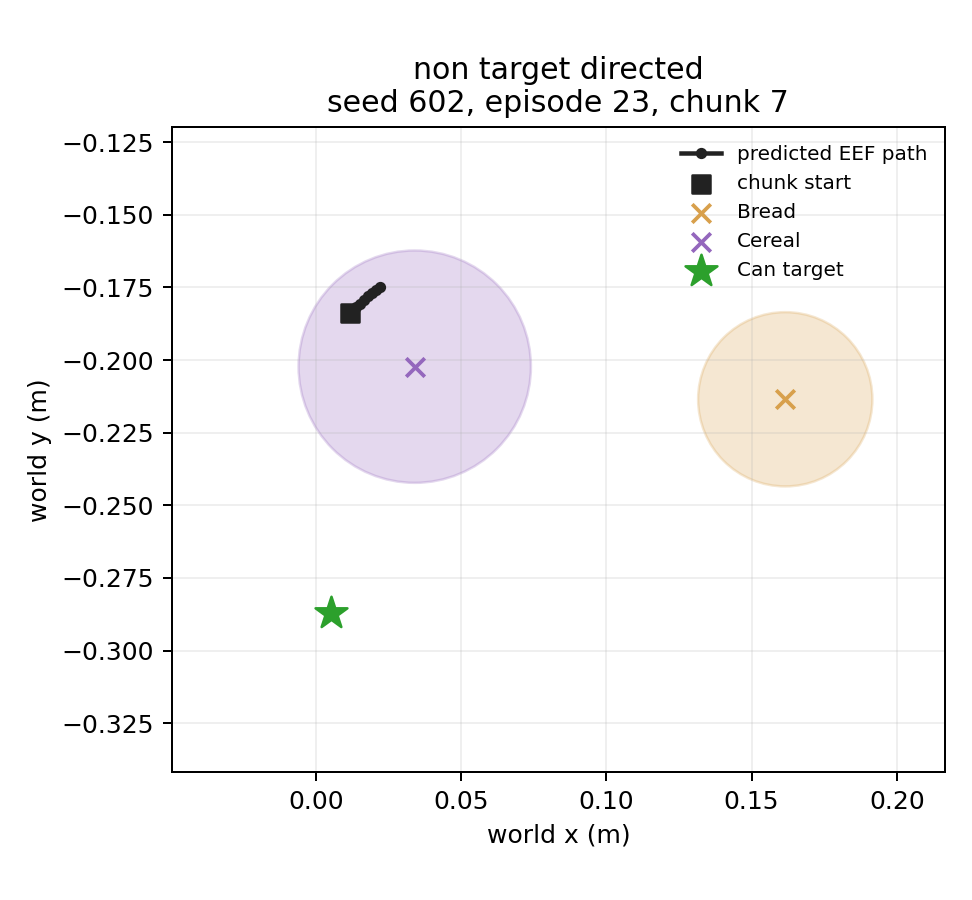 non target directed
seed 602, episode 23, chunk 7
predicted EEF path
chunk start
Bread
Cereal
Can target
−0.125
−0.150
−0.175
−0.200
−0.225
−0.250
−0.275
−0.300
−0.325
world y (m)
0.00 0.05 0.10 0.15 0.20
world x (m)